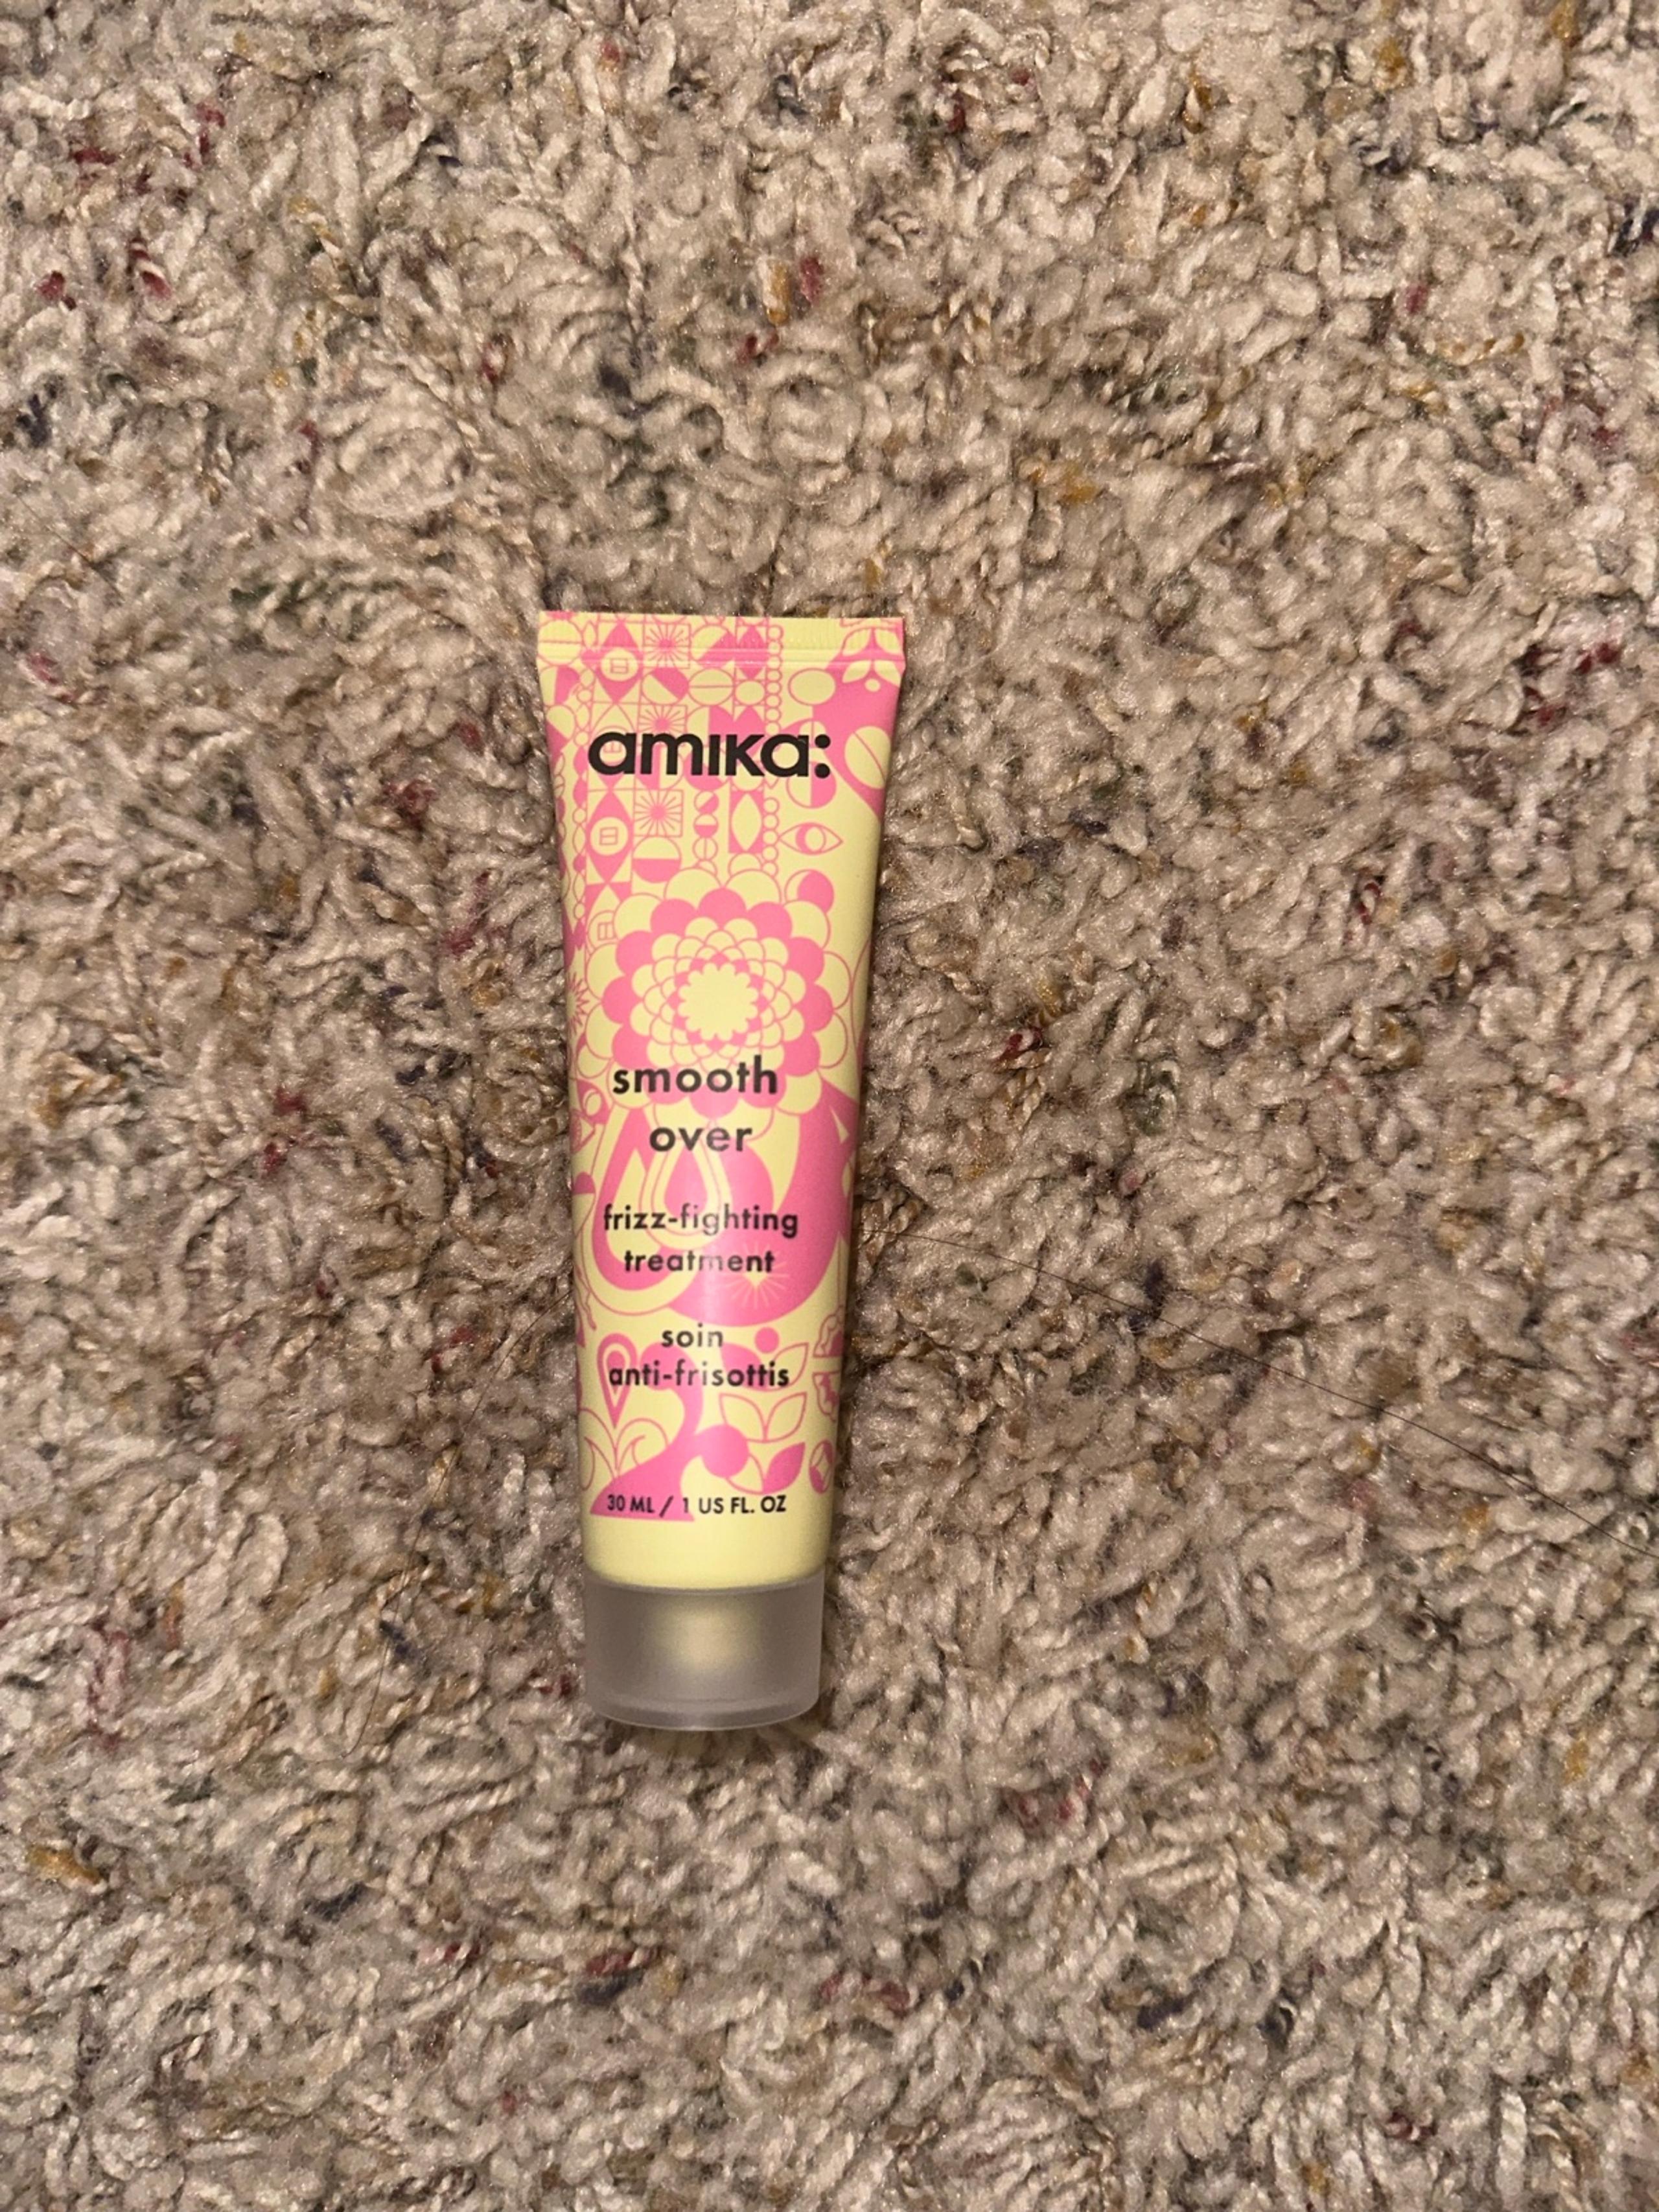 amika:
smooth
over
frizz-fighting
treatment
soin
anti-frisottis
30 ML / 1 US FL. OZ